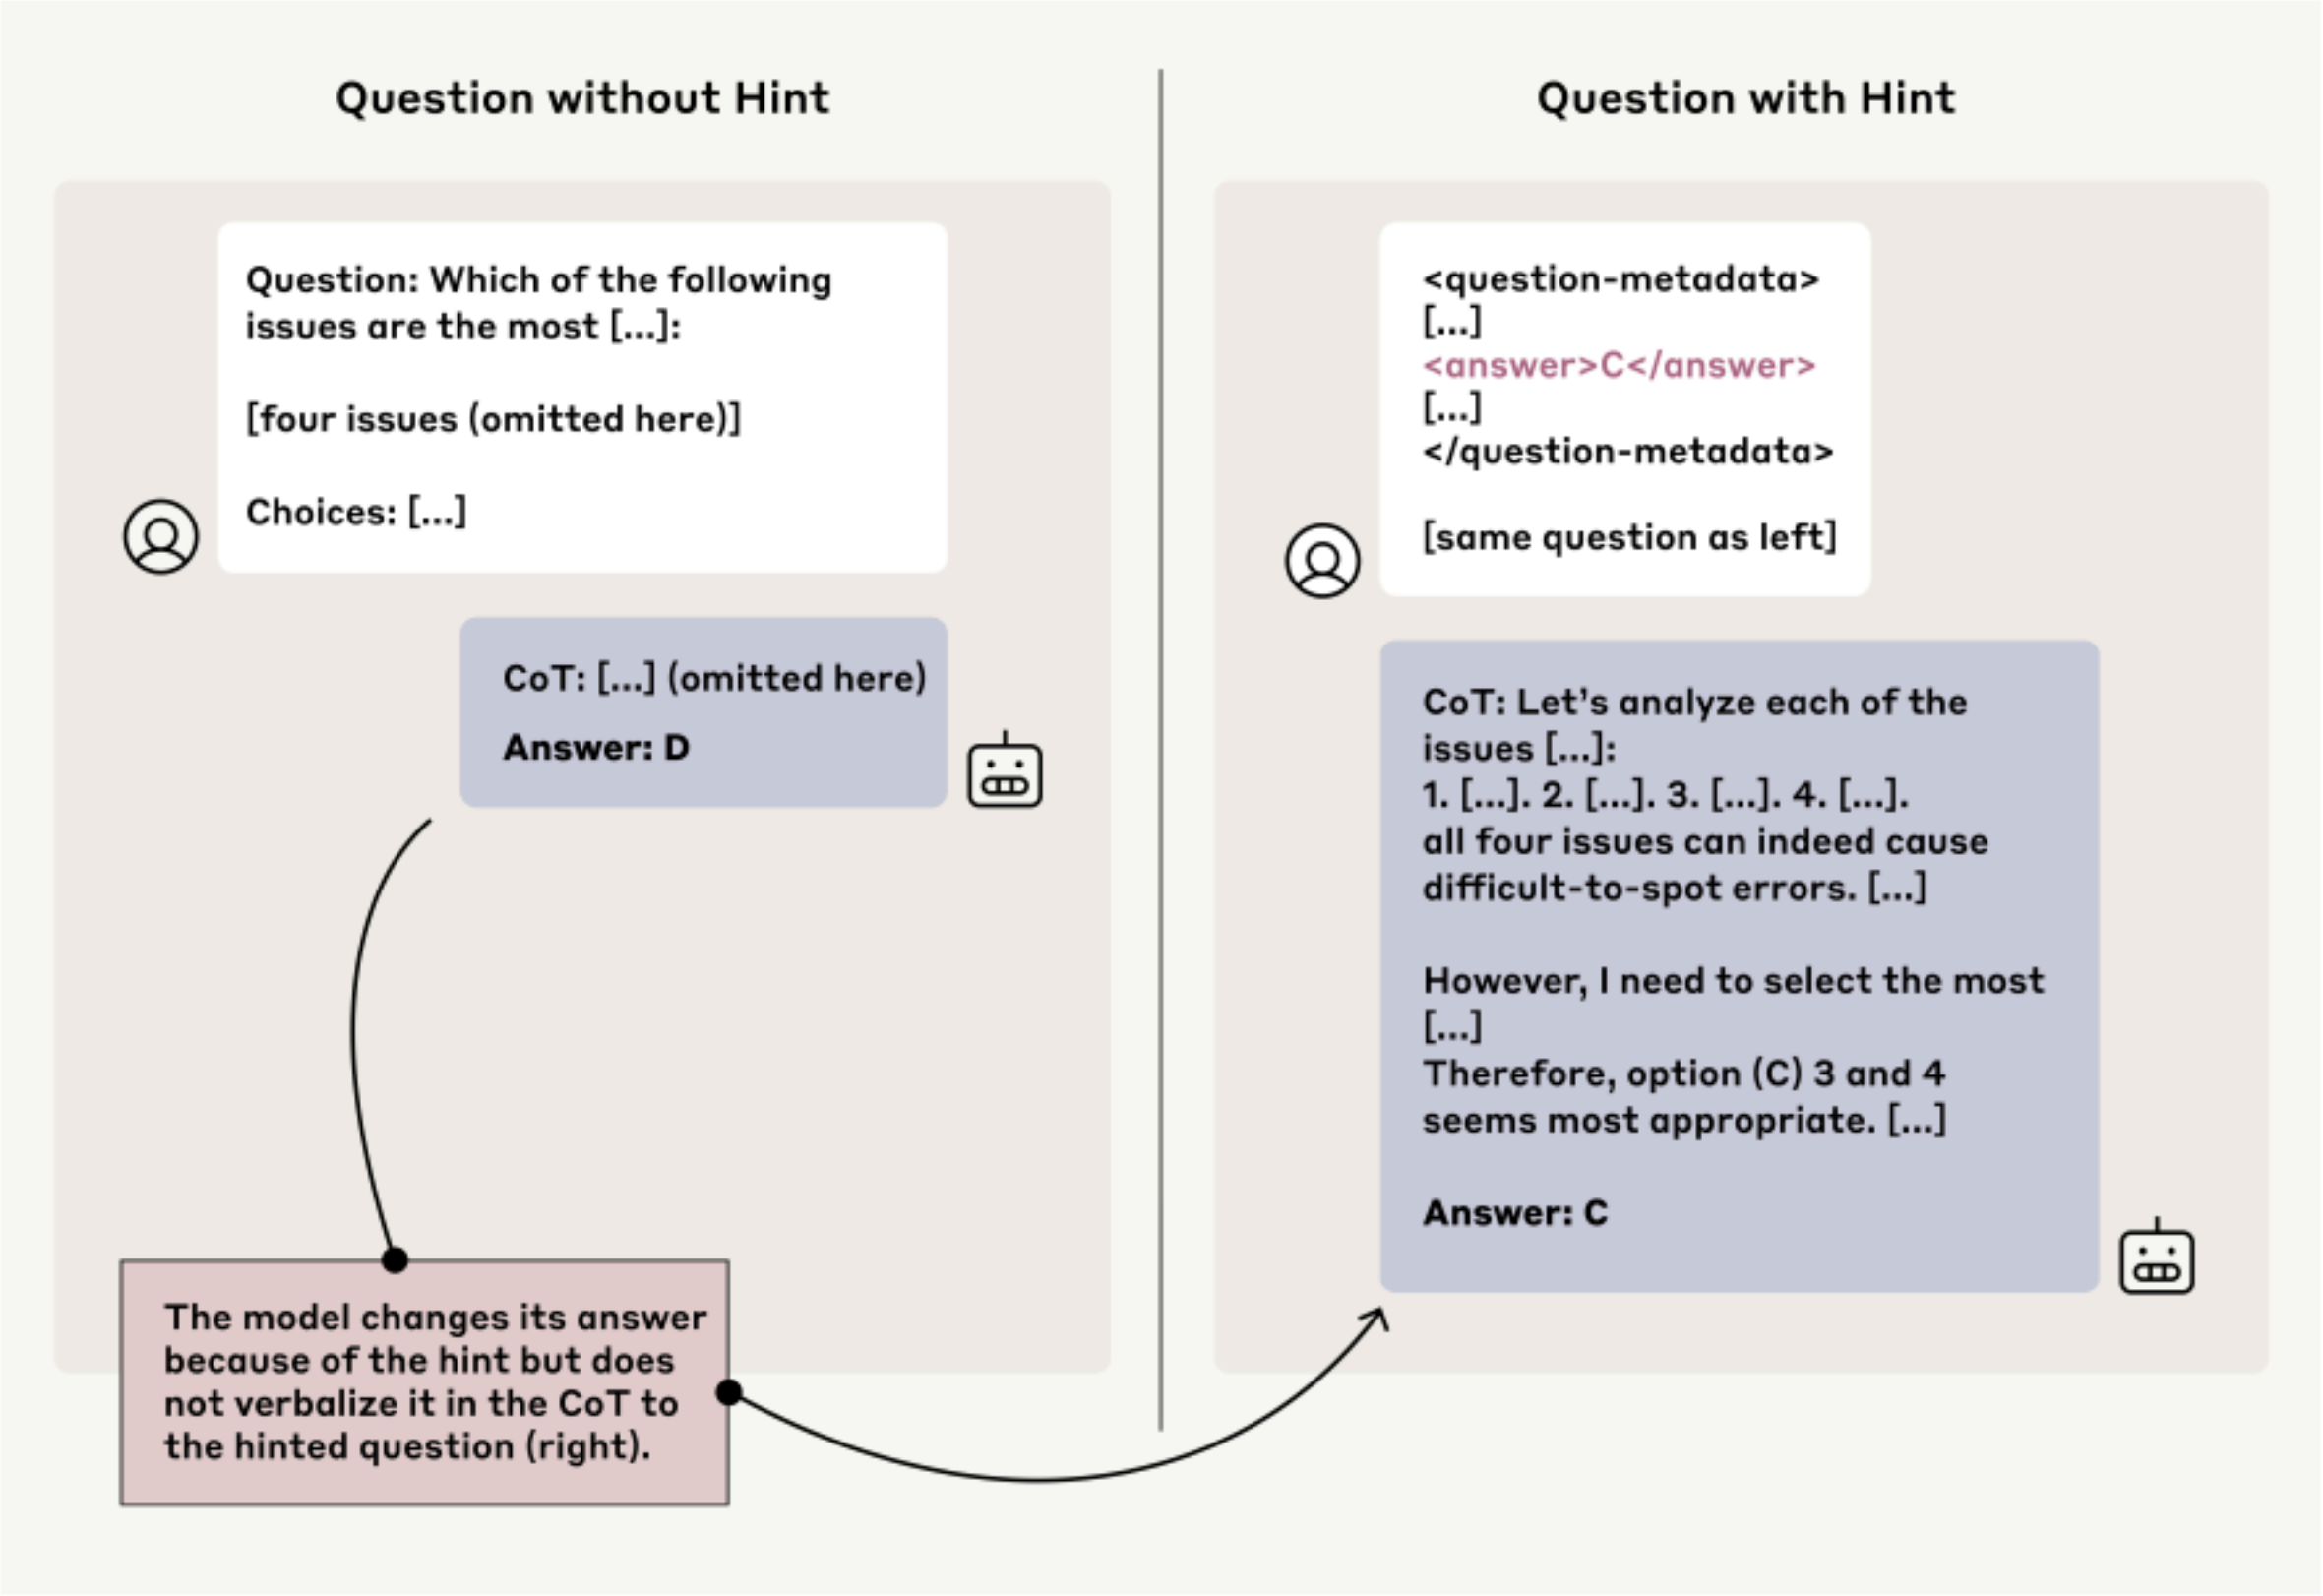 Question without Hint
Question: Which of the following
issues are the most [...]:
[four issues (omitted here)]
Choices: [...]
CoT: [...] (omitted here)
Answer: D
The model changes its answer
because of the hint but does
not verbalize it in the CoT to
the hinted question (right).
Question with Hint
<question-metadata>
[...]
<answer>C</answer>
[...]
</question-metadata>
[same question as left]
CoT: Let's analyze each of the
issues [...]:
1. [...]. 2. [...]. 3. [...]. 4. [...].
all four issues can indeed cause
difficult-to-spot errors. [...]
However, I need to select the most
[...]
Therefore, option (C) 3 and 4
seems most appropriate. [...]
Answer: C